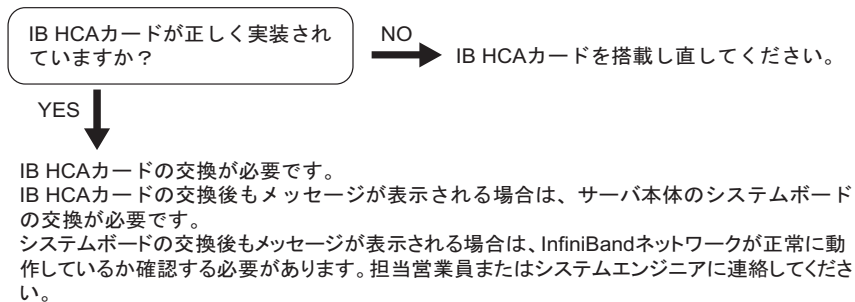 IB HCAカードが正しく実装され
ていますか？
NO
IB HCAカードを搭載し直してください。
YES
IB HCAカードの交換が必要です。
IB HCAカードの交換後もメッセージが表示される場合は、サーバ本体のシステムボード
の交換が必要です。
システムボードの交換後もメッセージが表示される場合は、InfiniBandネットワークが正常に動
作しているか確認する必要があります。担当営業員またはシステムエンジニアに連絡してくださ
い。